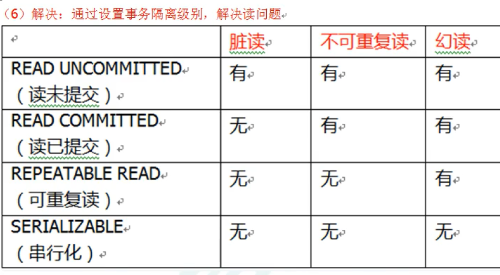 （6）解决：通过设置事务隔离级别，解决读问题
脏读 不可重复读 幻读
READ UNCOMMITTED
（读未提交） 有 有 有
READ COMMITTED
（读已提交） 无 有 有
REPEATABLE READ
（可重复读） 无 无 有
SERIALIZABLE
（串行化） 无 无 无